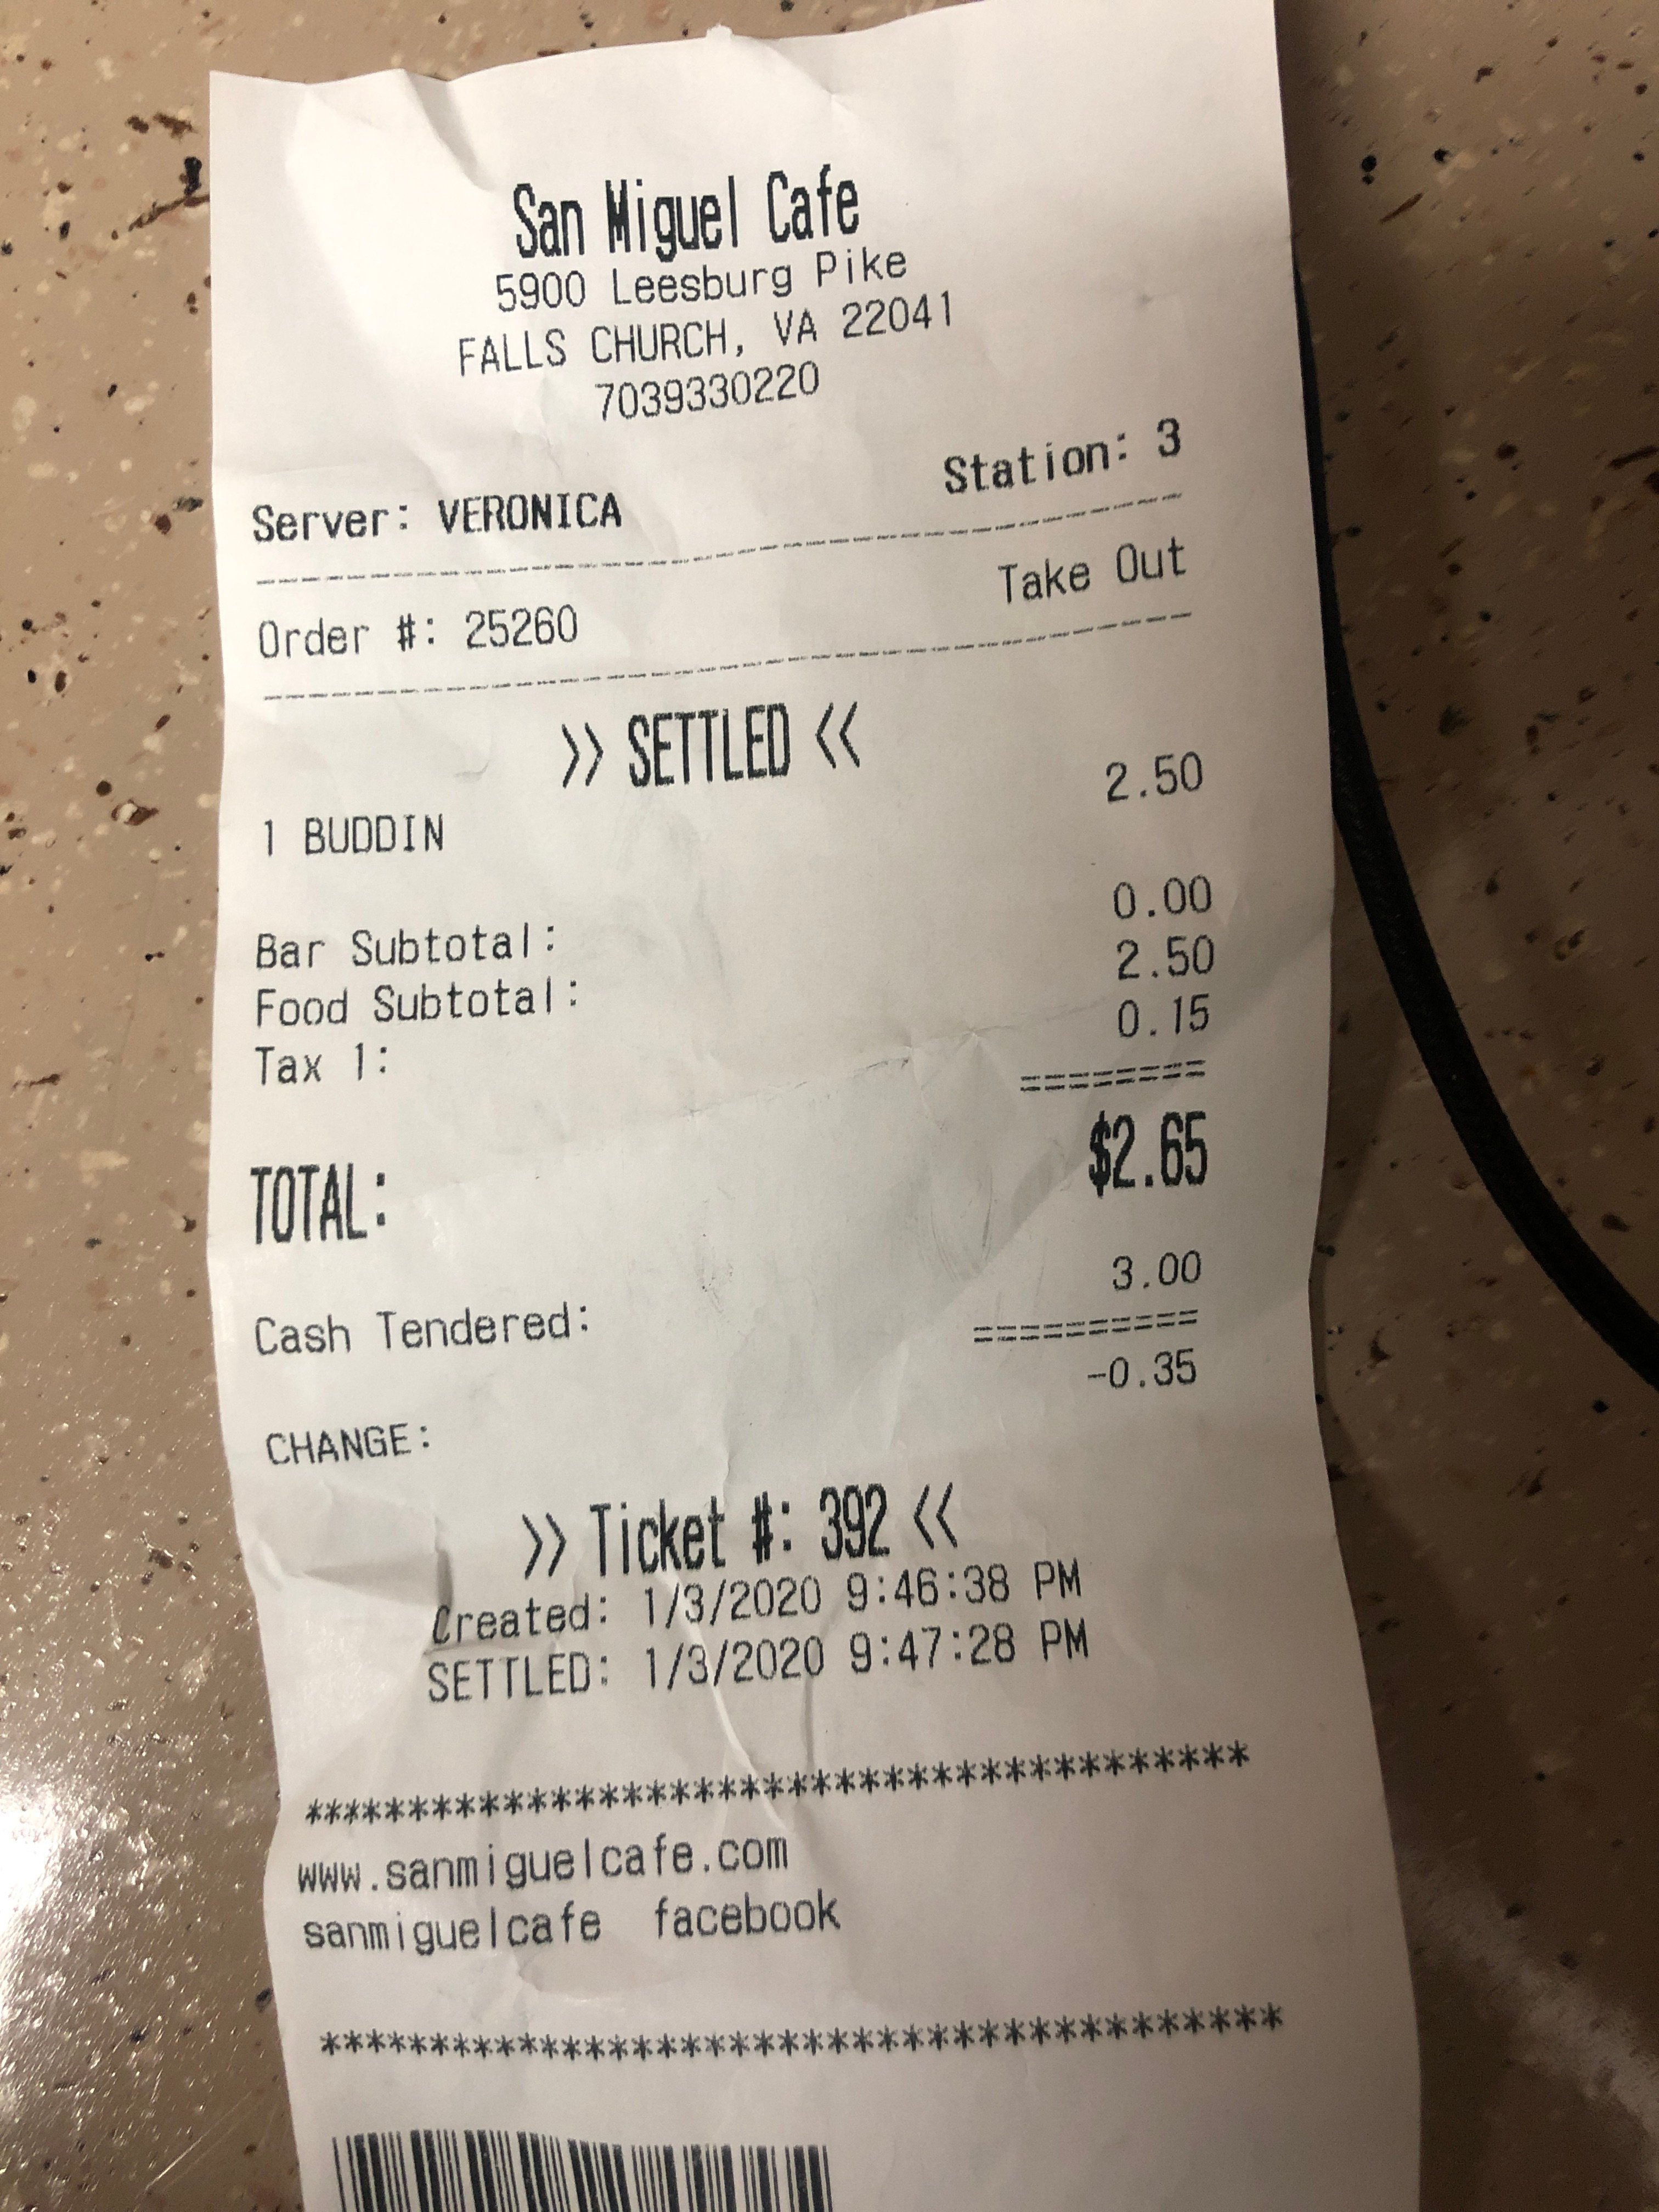 San Miguel Cafe
5900 Leesburg Pike
FALLS CHURCH, VA 22041
7039330220
Server: VERONICA Station: 3
Order #: 25260 Take Out
>> SETTLED <<
1 BUDDIN 2.50
Bar Subtotal: 0.00
Food Subtotal: 2.50
Tax 1: 0.15
========
TOTAL: $2.65
Cash Tendered: 3.00
==========
CHANGE: -0.35
>> Ticket #: 392 <<
Created: 1/3/2020 9:46:38 PM
SETTLED: 1/3/2020 9:47:28 PM
****************************************
www.sanmiguelcafe.com
sanmiguelcafe facebook
****************************************